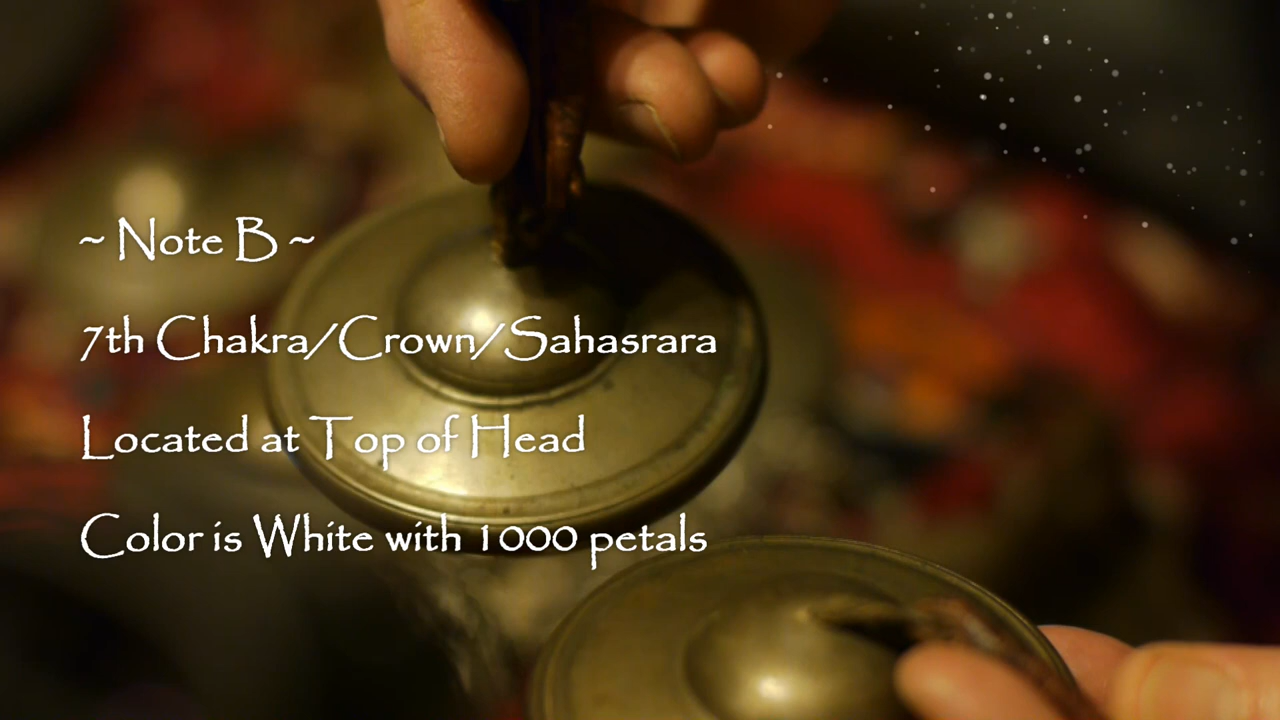 ~ Note B ~
7th Chakra/Crown/Sahasrara
Located at Top of Head
Color is White with 1000 petals